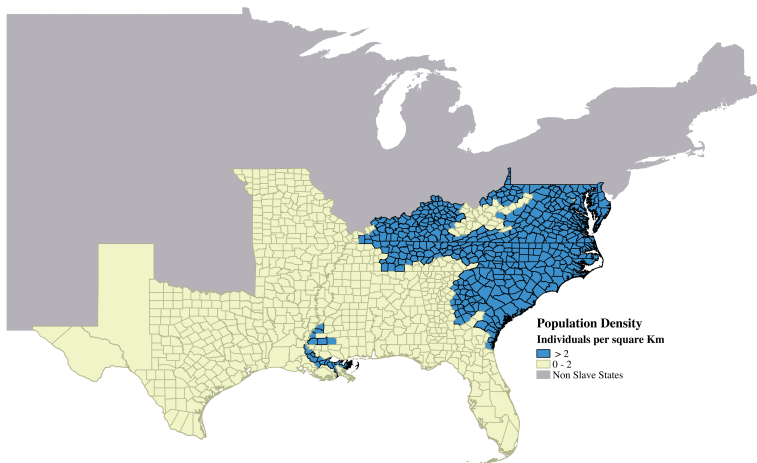 Population Density
Individuals per square Km
> 2
0 - 2
Non Slave States